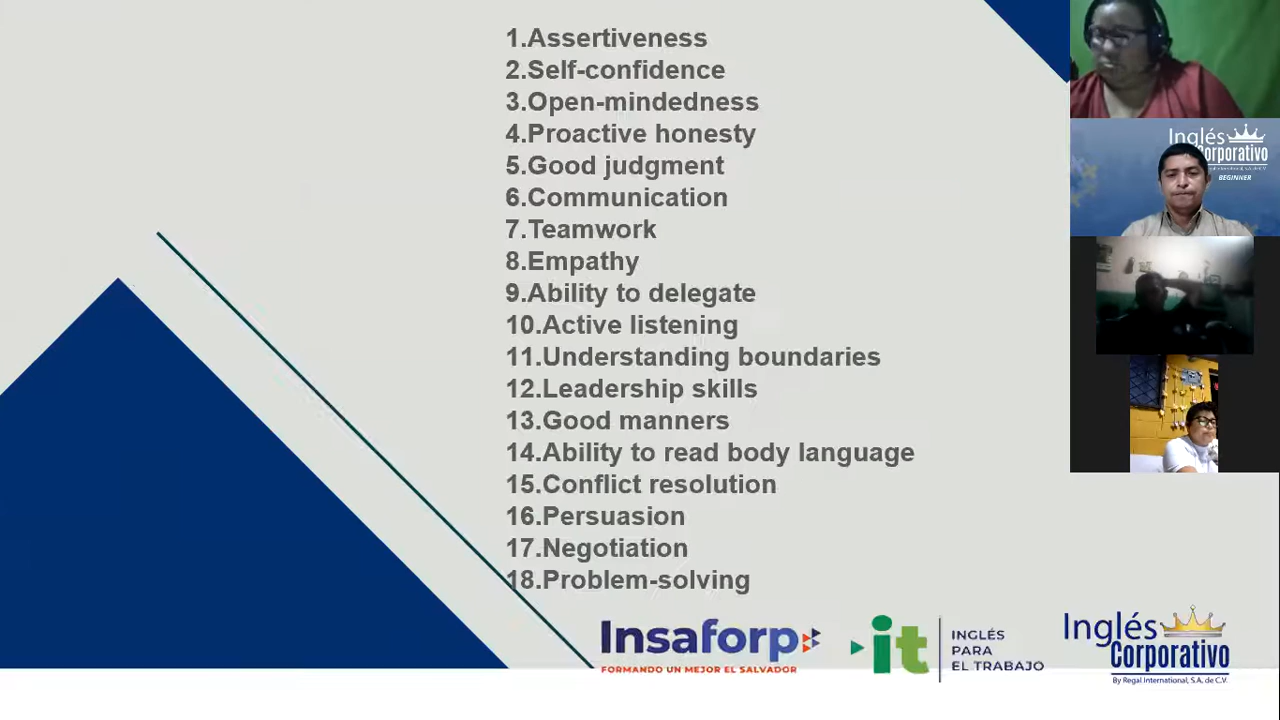 1.Assertiveness
2.Self-confidence
3.Open-mindedness
4.Proactive honesty
5.Good judgment
6.Communication
7.Teamwork
8.Empathy
9.Ability to delegate
10.Active listening
11.Understanding boundaries
12.Leadership skills
13.Good manners
14.Ability to read body language
15.Conflict resolution
16.Persuasion
17.Negotiation
18.Problem-solving
Insaforp
FORMANDO UN MEJOR EL SALVADOR
it
INGLÉS
PARA
EL TRABAJO
Inglés
Corporativo
By Regal International, S.A. de C.V.
Inglés
Corporativo
BEGINNER